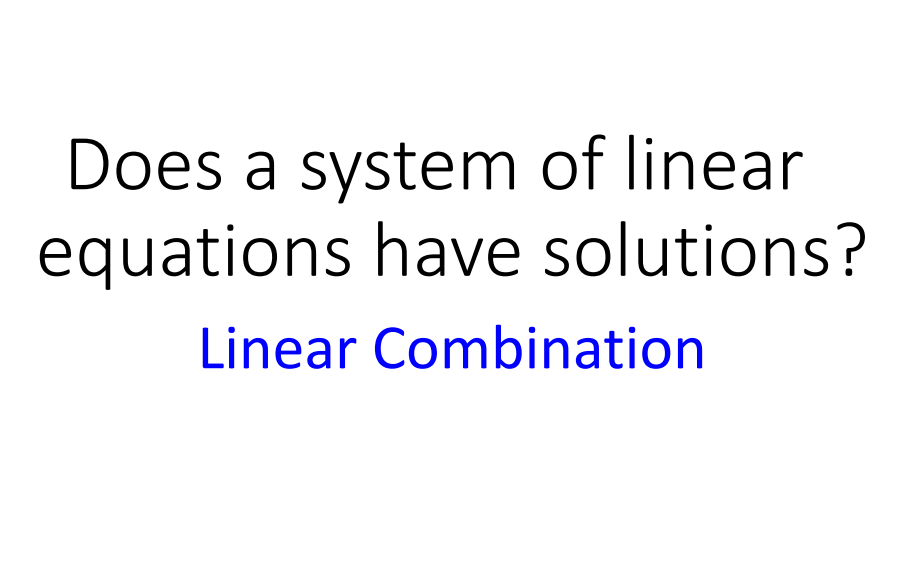 Does a system of linear
equations have solutions?
Linear Combination